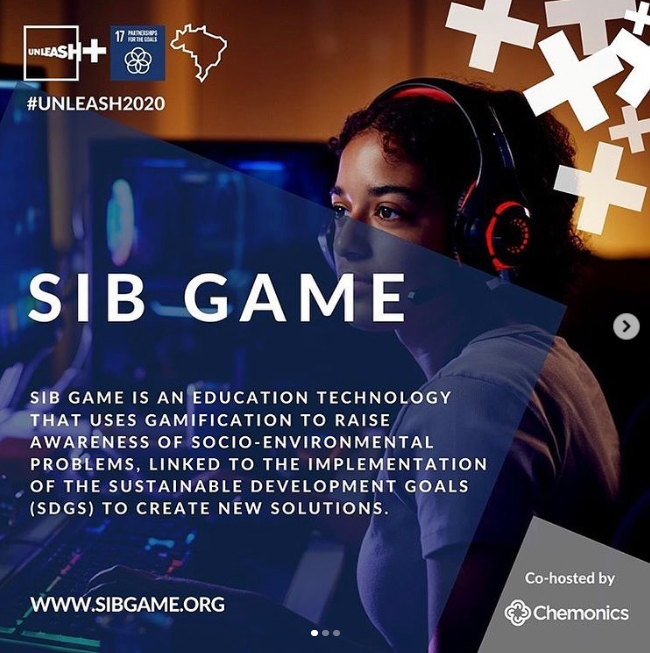 UNLEASH+
17 PARTNERSHIPS
FOR THE GOALS
#UNLEASH2020
SIB GAME
SIB GAME IS AN EDUCATION TECHNOLOGY
THAT USES GAMIFICATION TO RAISE
AWARENESS OF SOCIO-ENVIRONMENTAL
PROBLEMS, LINKED TO THE IMPLEMENTATION
OF THE SUSTAINABLE DEVELOPMENT GOALS
(SDGS) TO CREATE NEW SOLUTIONS.
WWW.SIBGAME.ORG
Co-hosted by
Chemonics